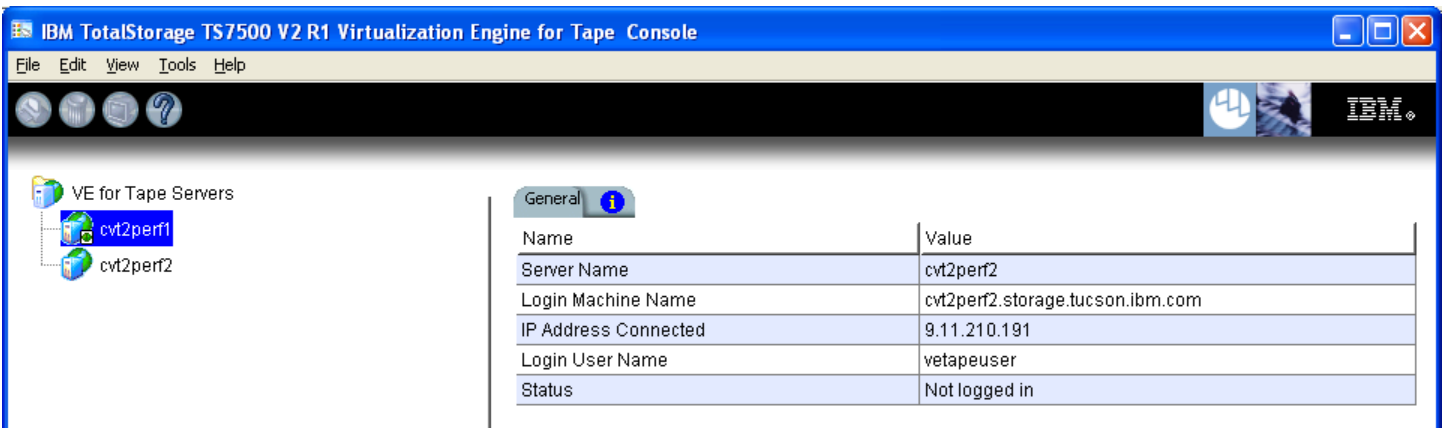 IBM TotalStorage TS7500 V2 R1 Virtualization Engine for Tape Console
File Edit View Tools Help
IBM®
VE for Tape Servers
cvt2perf1
cvt2perf2
General
Name Value
Server Name cvt2perf2
Login Machine Name cvt2perf2.storage.tucson.ibm.com
IP Address Connected 9.11.210.191
Login User Name vetapeuser
Status Not logged in